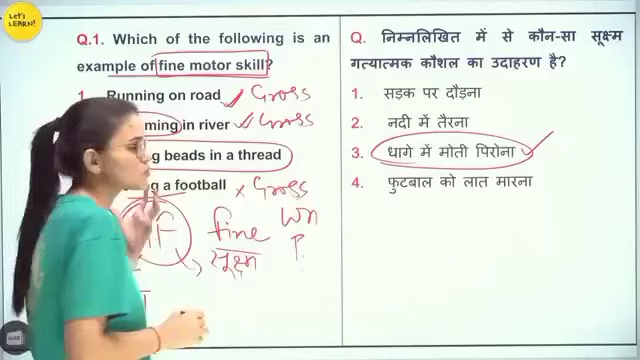 Let's
LEARN!
Q.1. Which of the following is an
example of fine motor skill?
1. Running on road Gross
ming in river Gross
g beads in a thread
g a football × Gross
fine
सूक्ष्म
P.
Q. निम्नलिखित में से कौन-सा सूक्ष्म
गत्यात्मक कौशल का उदाहरण है?
1. सड़क पर दौड़ना
2. नदी में तैरना
3. धागे में मोती पिरोना
4. फुटबाल को लात मारना